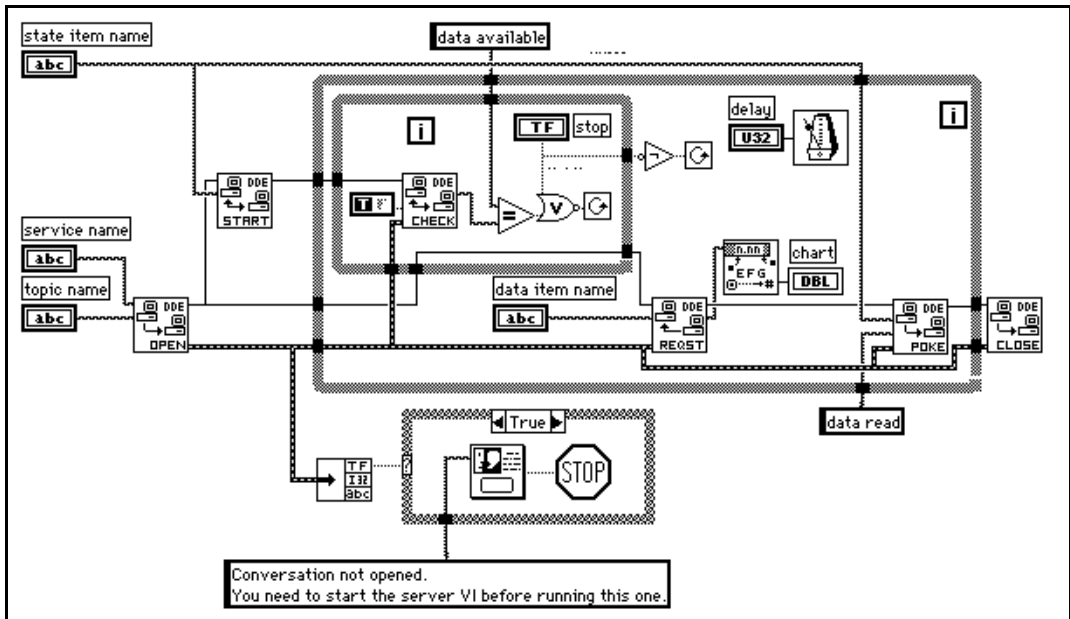 state item name
abc
data available
i
TF
stop
delay
U32
i
DDE
START
T
DDE
CHECK
=
V
service name
abc
topic name
abc
DDE
OPEN
data item name
abc
DDE
REQST
n.nn
EFG
#
chart
DBL
DDE
POKE
DDE
CLOSE
data read
True
TF
I32
abc
?
STOP
Conversation not opened.
You need to start the server VI before running this one.